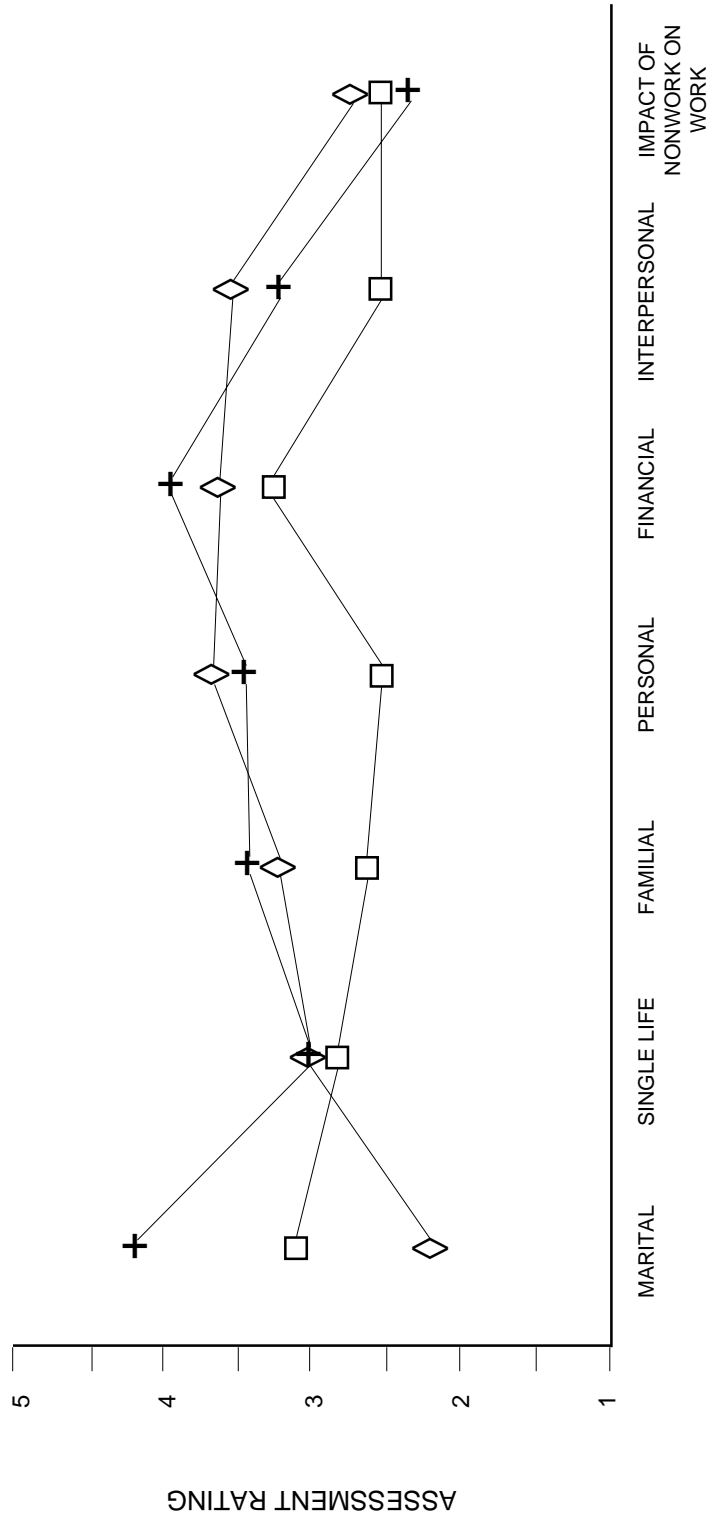 ASSESSMENT RATING
5
4
3
2
1
MARITAL
SINGLE LIFE
FAMILIAL
PERSONAL
FINANCIAL
INTERPERSONAL
IMPACT OF
NONWORK ON
WORK